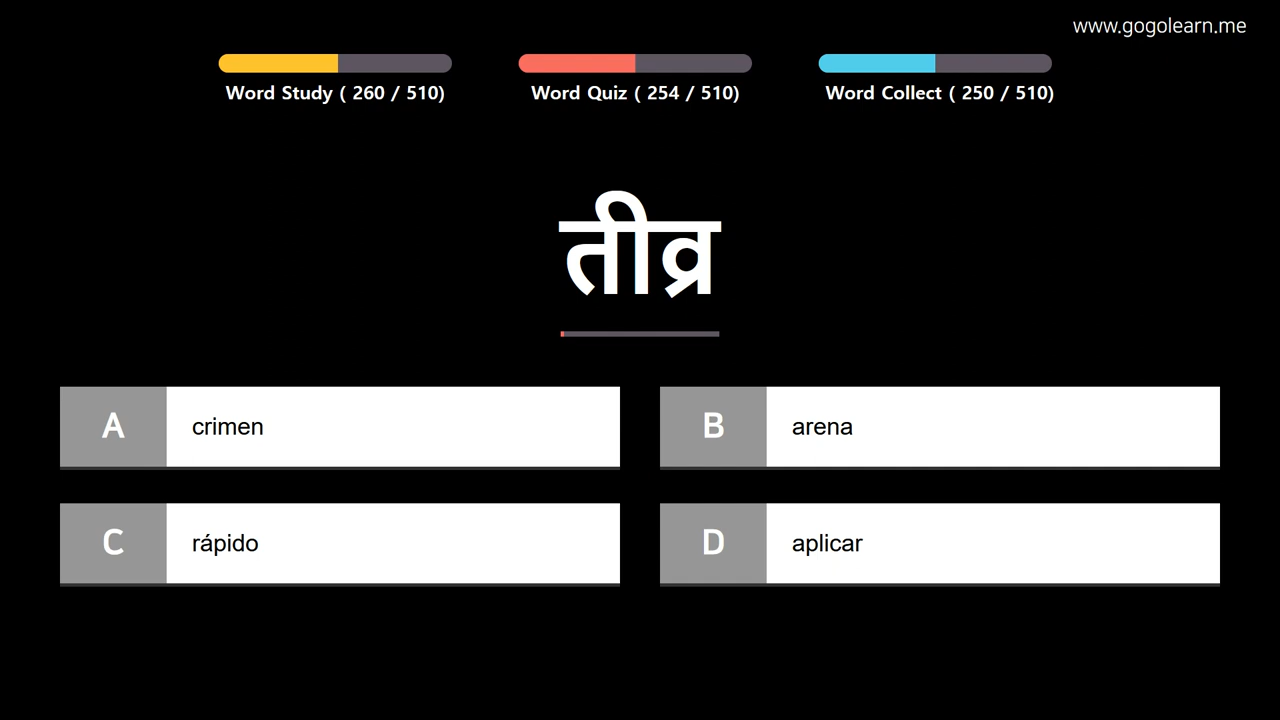 www.gogolearn.me
Word Study ( 260 / 510)
Word Quiz ( 254 / 510)
Word Collect ( 250 / 510)
तीव्र
A crimen
B arena
C rápido
D aplicar